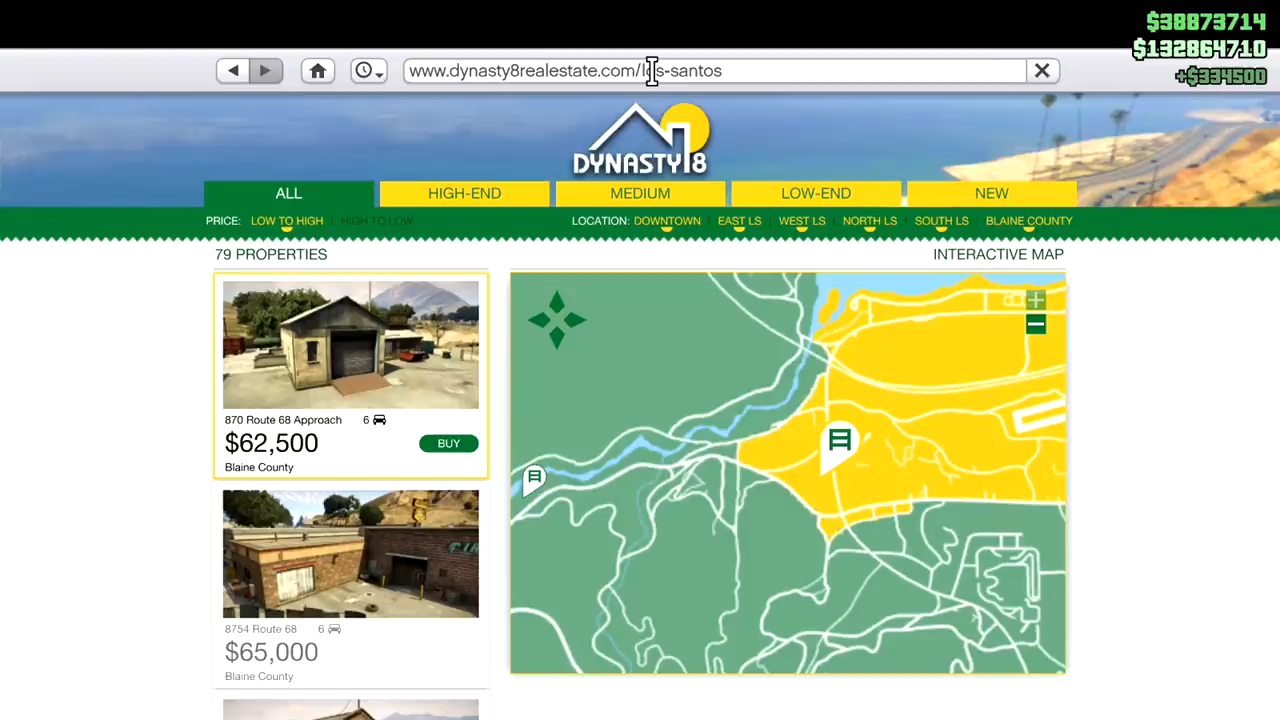 $38873714
$132864710
+$334500
www.dynasty8realestate.com/los-santos
DYNASTY 8
ALL HIGH-END MEDIUM LOW-END NEW
PRICE: LOW TO HIGH HIGH TO LOW LOCATION: DOWNTOWN EAST LS WEST LS NORTH LS SOUTH LS BLAINE COUNTY
79 PROPERTIES
INTERACTIVE MAP
870 Route 68 Approach 6
$62,500
BUY
Blaine County
8754 Route 68 6
$65,000
Blaine County